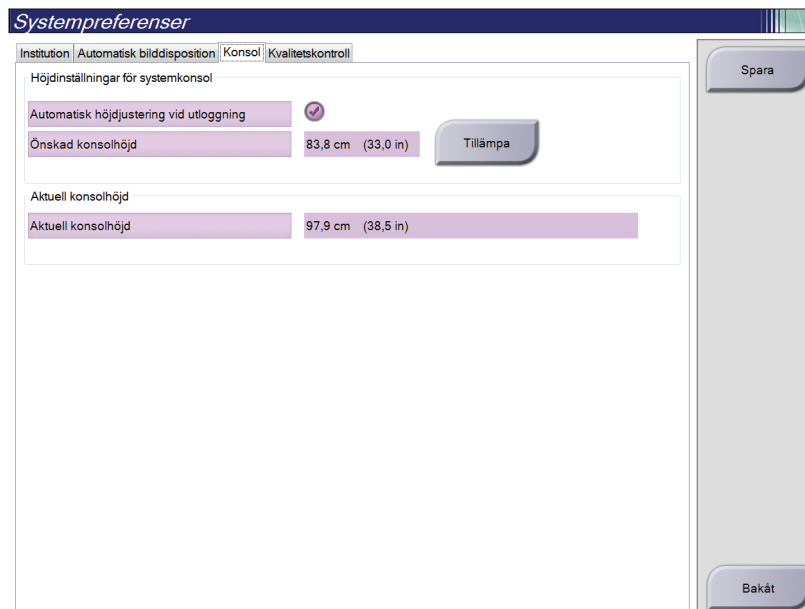 Systempreferenser
Institution Automatisk bilddisposition Konsol Kvalitetskontroll
Höjdinställningar för systemkonsol
Automatisk höjdjustering vid utloggning
Önskad konsolhöjd 83,8 cm (33,0 in) Tillämpa
Aktuell konsolhöjd
Aktuell konsolhöjd 97,9 cm (38,5 in)
Spara
Bakåt